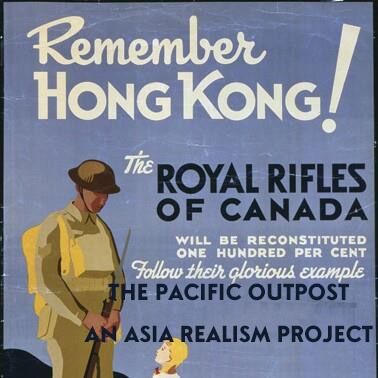 Remember
HONG KONG!
The ROYAL RIFLES
OF CANADA
WILL BE RECONSTITUTED
ONE HUNDRED PER CENT
Follow their glorious example
THE PACIFIC OUTPOST
AN ASIA REALISM PROJECT